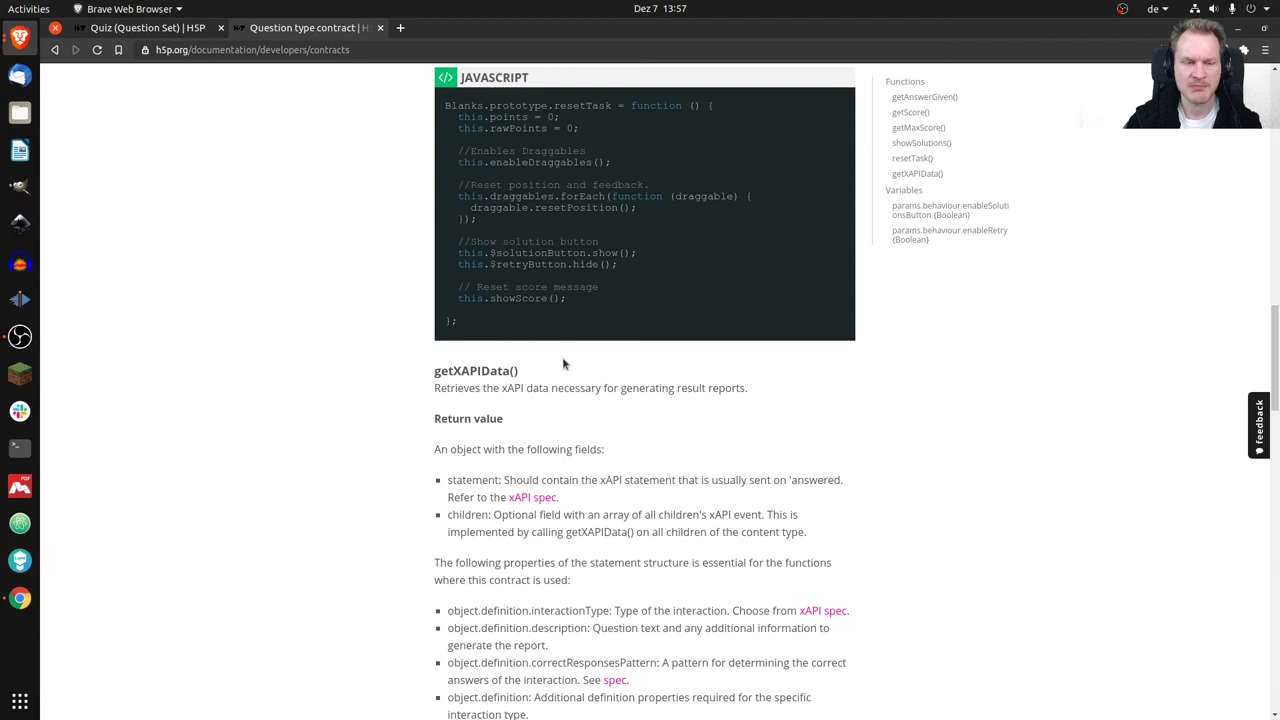 Activities
Brave Web Browser
Dez 7 13:57
Quiz (Question Set) | H5P
Question type contract | H
h5p.org/documentation/developers/contracts
</> JAVASCRIPT
Blanks.prototype.resetTask = function () {
this.points = 0;
this.rawPoints = 0;
//Enables Draggables
this.enableDraggables();
//Reset position and feedback.
this.draggables.forEach(function (draggable) {
draggable.resetPosition();
});
//Show solution button
this.$solutionButton.show();
this.$retryButton.hide();
// Reset score message
this.showScore();
};
getXAPIData()
Retrieves the xAPI data necessary for generating result reports.
Return value
An object with the following fields:
statement: Should contain the xAPI statement that is usually sent on 'answered.
Refer to the xAPI spec.
children: Optional field with an array of all children's xAPI event. This is
implemented by calling getXAPIData() on all children of the content type.
The following properties of the statement structure is essential for the functions
where this contract is used:
object.definition.interactionType: Type of the interaction. Choose from xAPI spec.
object.definition.description: Question text and any additional information to
generate the report.
object.definition.correctResponsesPattern: A pattern for determining the correct
answers of the interaction. See spec.
object.definition: Additional definition properties required for the specific
interaction type.
Functions
getAnswerGiven()
getScore()
getMaxScore()
showSolutions()
resetTask()
getXAPIData()
Variables
params.behaviour.enableSoluti
onsButton {Boolean}
params.behaviour.enableRetry
{Boolean}
feedback